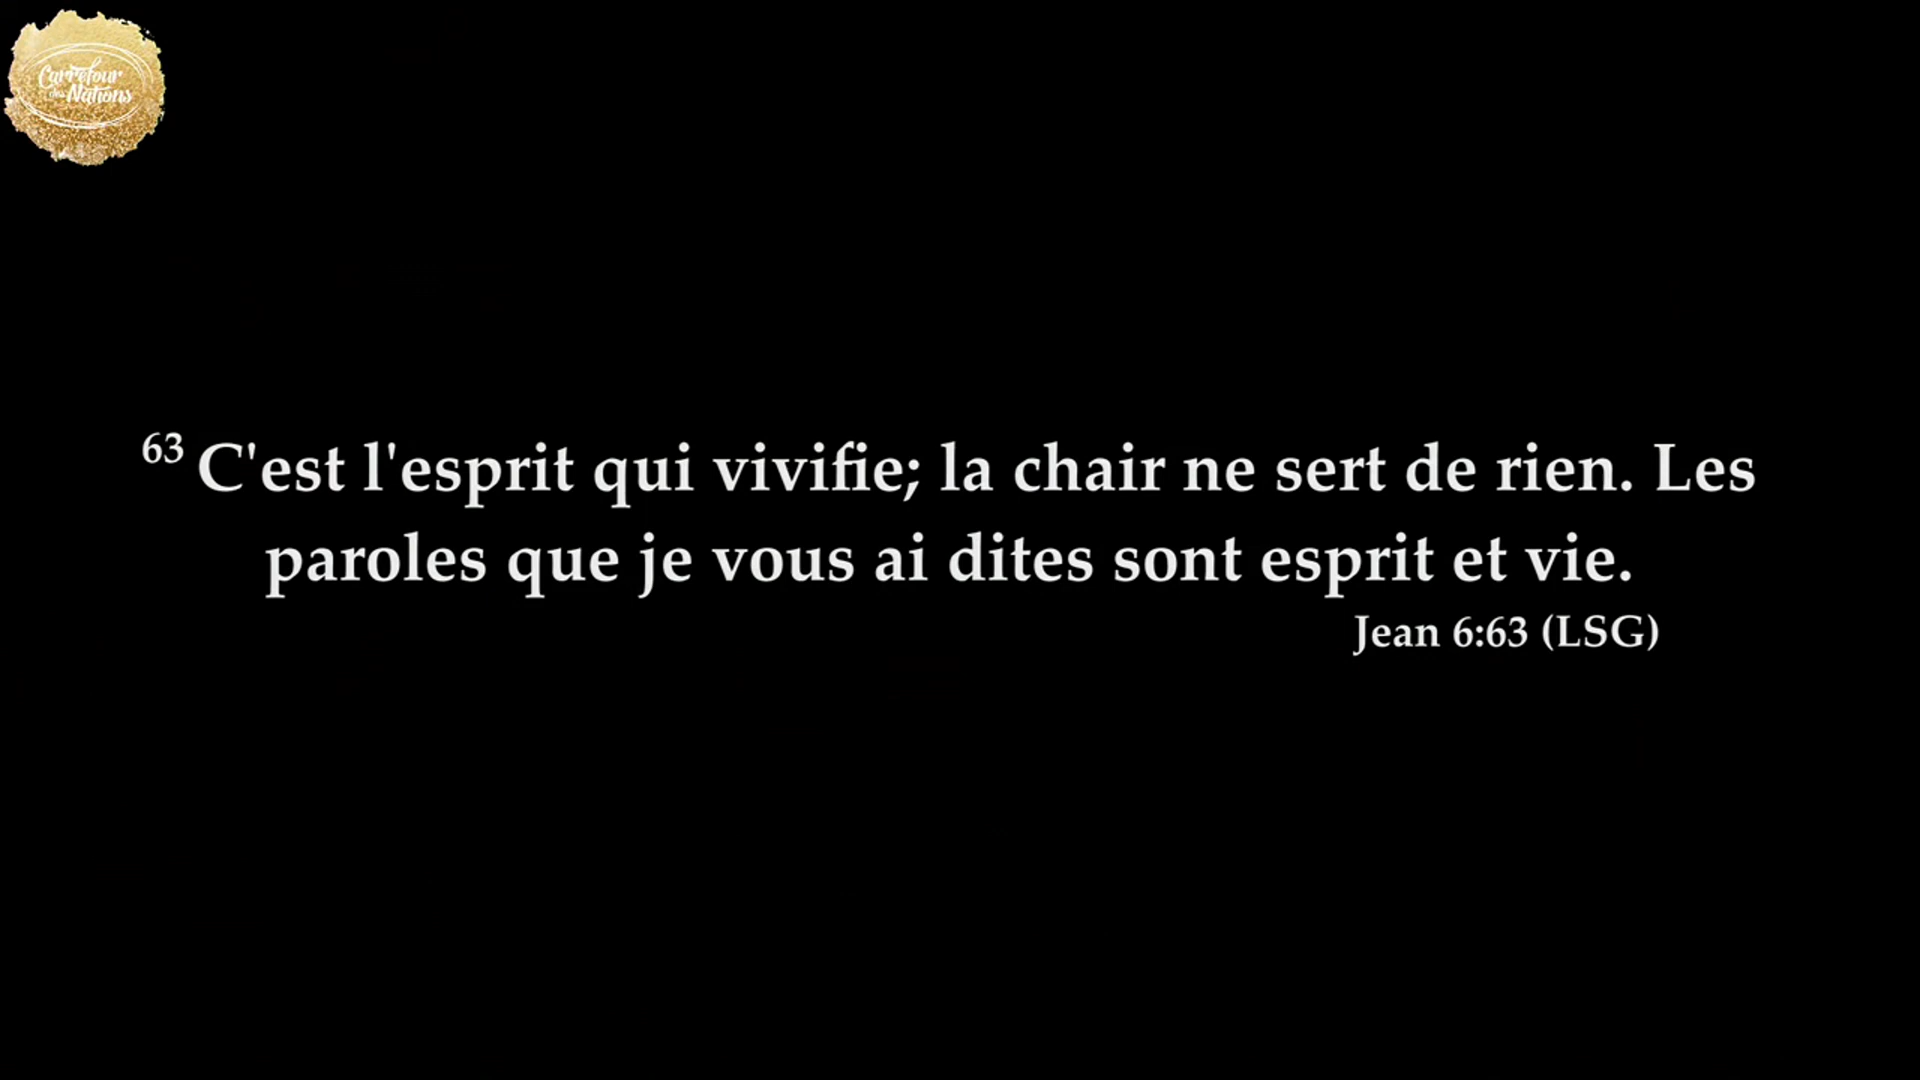 Carrefour
des Nations
63 C'est l'esprit qui vivifie; la chair ne sert de rien. Les
paroles que je vous ai dites sont esprit et vie.
Jean 6:63 (LSG)